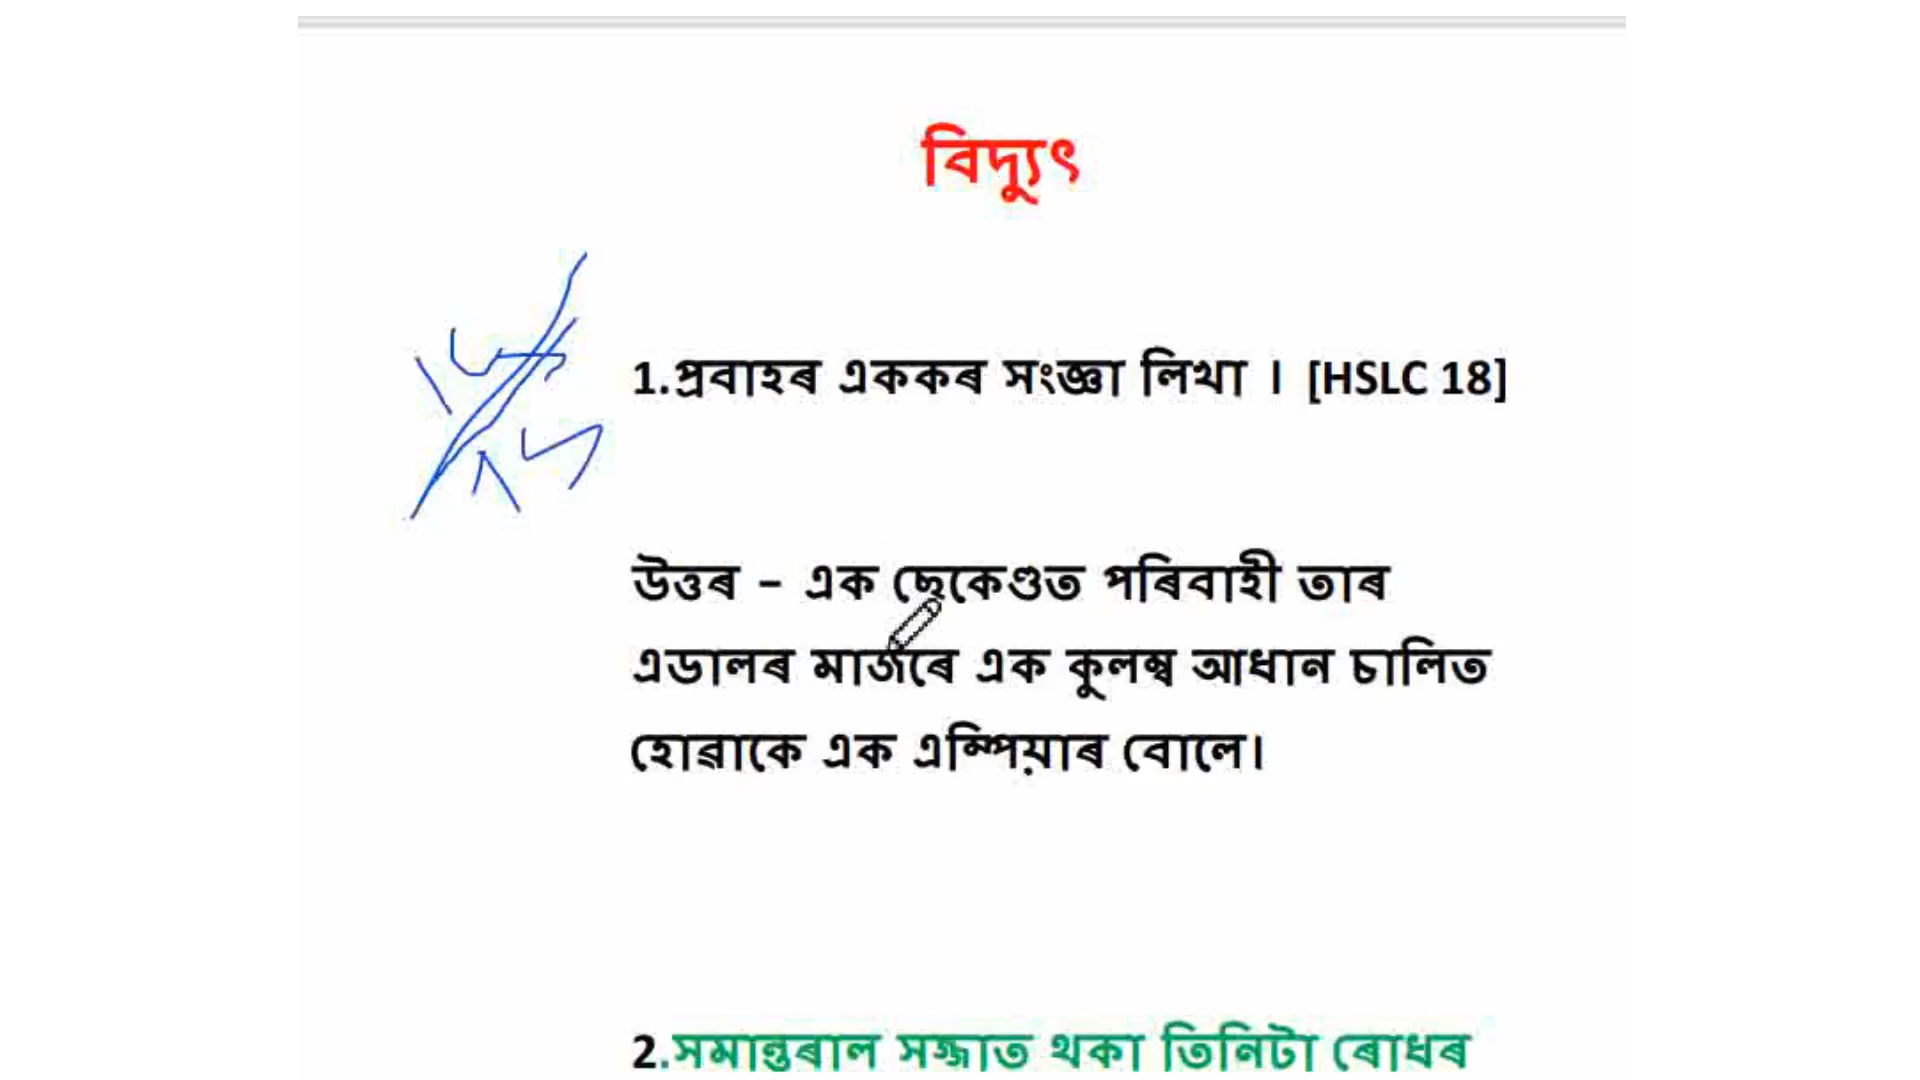 বিদ্যুৎ
1.প্ৰবাহৰ এককৰ সংজ্ঞা লিখা । [HSLC 18]
উত্তৰ – এক ছেকেণ্ডত পৰিবাহী তাৰ
এডালৰ মাজৰে এক কুলম্ব আধান চালিত
হোৱাকে এক এম্পিয়াৰ বোলে।
2.সমান্তৰাল সজ্জাত থকা তিনিটা ৰোধৰ